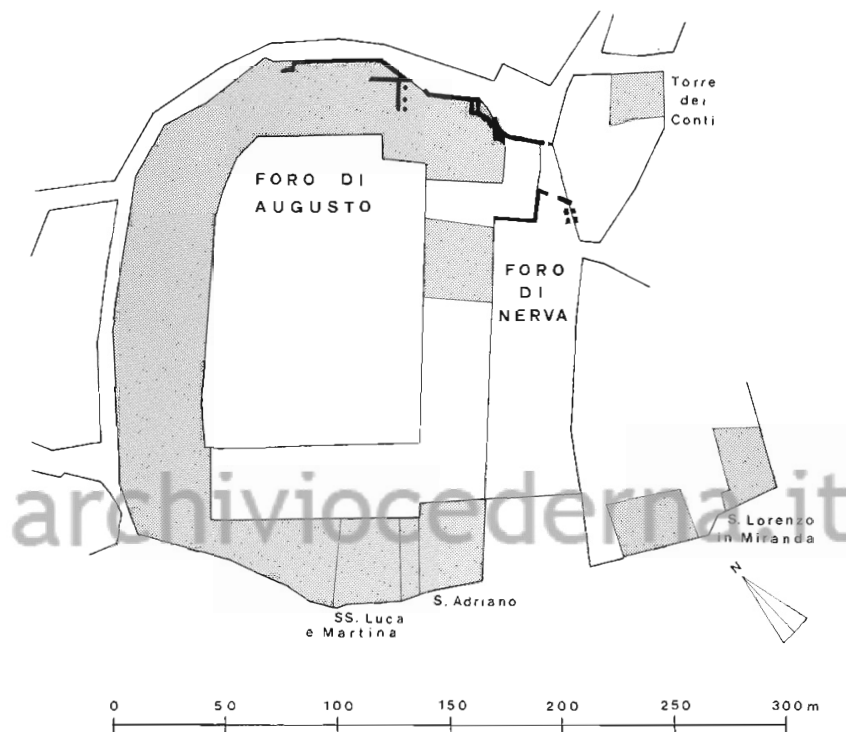 Torre
dei
Conti
FORO DI
AUGUSTO
FORO
DI
NERVA
archiviocederna.it
S. Lorenzo
in Miranda
S. Adriano
SS. Luca
e Martina
N
0 50 100 150 200 250 300 m